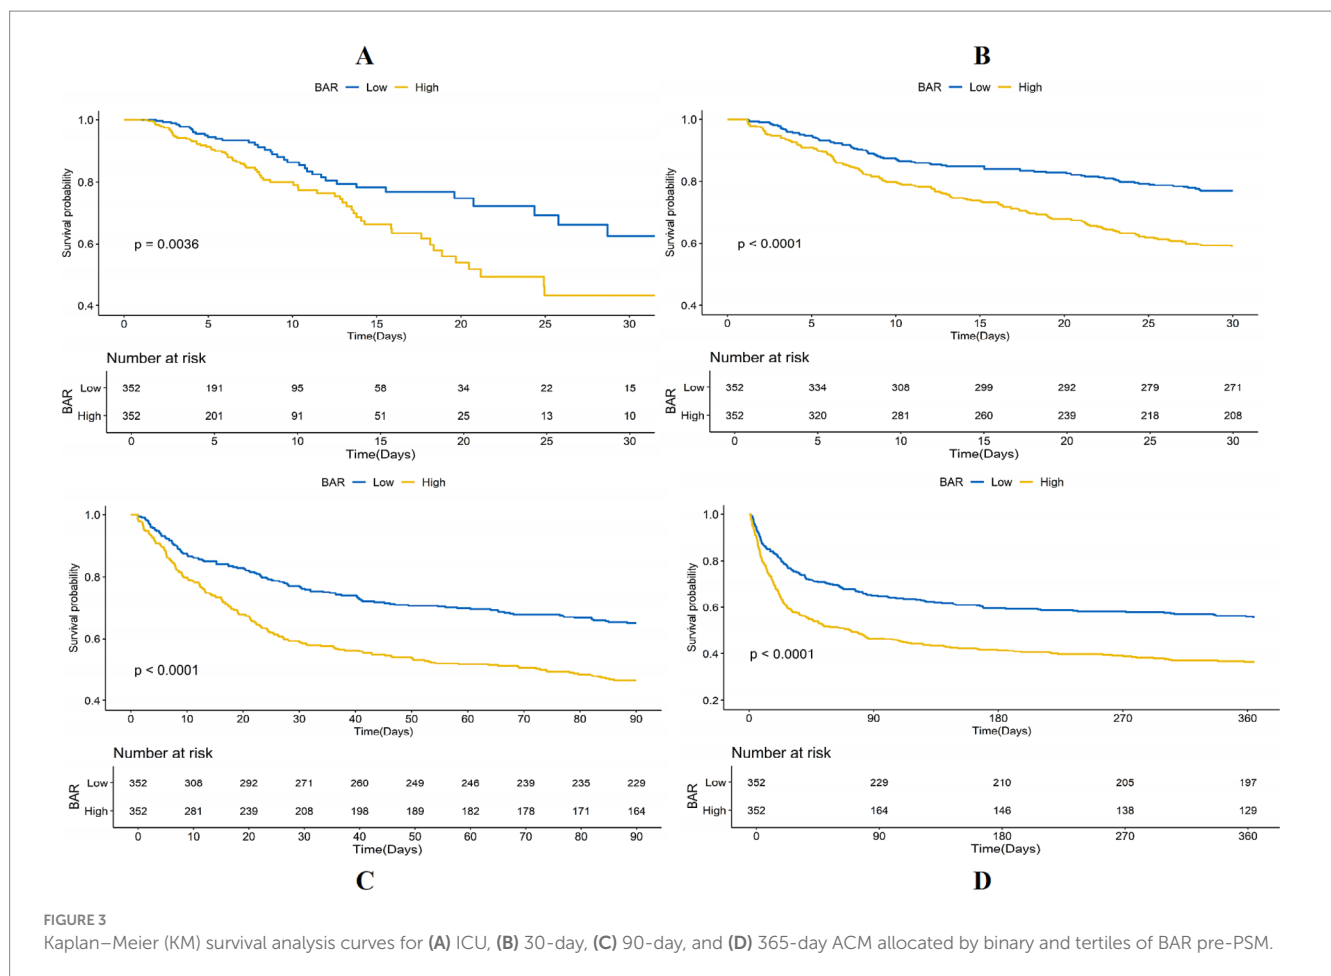 A
BAR Low High
1.0
0.8
0.6
0.4
Survival probability
p = 0.0036
0 5 10 15 20 25 30
Time(Days)
Number at risk
BAR
Low 352 191 95 58 34 22 15
High 352 201 91 51 25 13 10
0 5 10 15 20 25 30
Time(Days)
B
BAR Low High
1.0
0.8
0.6
0.4
Survival probability
p < 0.0001
0 5 10 15 20 25 30
Time(Days)
Number at risk
BAR
Low 352 334 308 299 292 279 271
High 352 320 281 260 239 218 208
0 5 10 15 20 25 30
Time(Days)
BAR Low High
1.0
0.8
0.6
0.4
Survival probability
p < 0.0001
0 10 20 30 40 50 60 70 80 90
Time(Days)
Number at risk
BAR
Low 352 308 292 271 260 249 246 239 235 229
High 352 281 239 208 198 189 182 178 171 164
0 10 20 30 40 50 60 70 80 90
Time(Days)
C
BAR Low High
1.0
0.8
0.6
0.4
0.2
Survival probability
p < 0.0001
0 90 180 270 360
Time(Days)
Number at risk
BAR
Low 352 229 210 205 197
High 352 164 146 138 129
0 90 180 270 360
Time(Days)
D
FIGURE 3
Kaplan–Meier (KM) survival analysis curves for (A) ICU, (B) 30-day, (C) 90-day, and (D) 365-day ACM allocated by binary and tertiles of BAR pre-PSM.